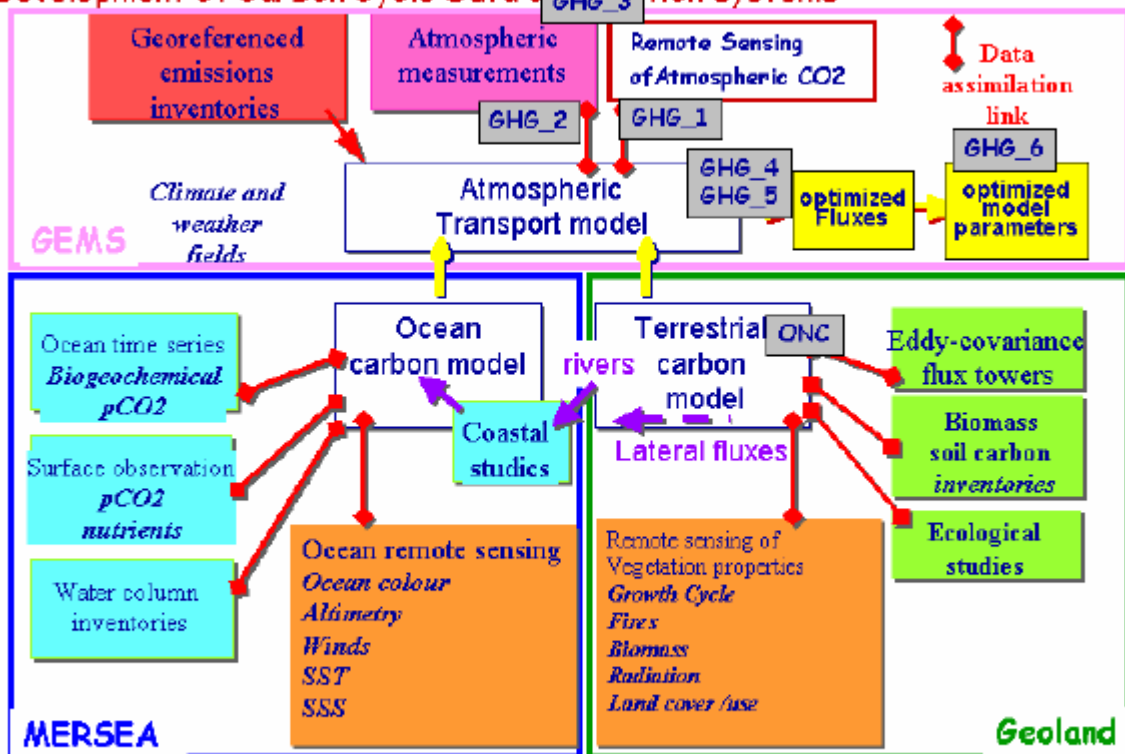 GHG_3
Georeferenced
emissions
inventories
Atmospheric
measurements
Remote Sensing
of Atmospheric CO2
Data
assimilation
link
GHG_2
GHG_1
GHG_6
Climate and
weather
fields
GEMS
Atmospheric
Transport model
GHG_4
GHG_5
optimized
Fluxes
optimized
model
parameters
Ocean time series
Biogeochemical
pCO2
Ocean
carbon model
rivers
Terrestrial
carbon
model
ONC
Eddy-covariance
flux towers
Coastal
studies
Lateral fluxes
Biomass
soil carbon
inventories
Surface observation
pCO2
nutrients
Ecological
studies
Water column
inventories
Ocean remote sensing
Ocean colour
Altimetry
Winds
SST
SSS
Remote sensing of
Vegetation properties
Growth Cycle
Fires
Biomass
Radiation
Land cover /use
MERSEA
Geoland